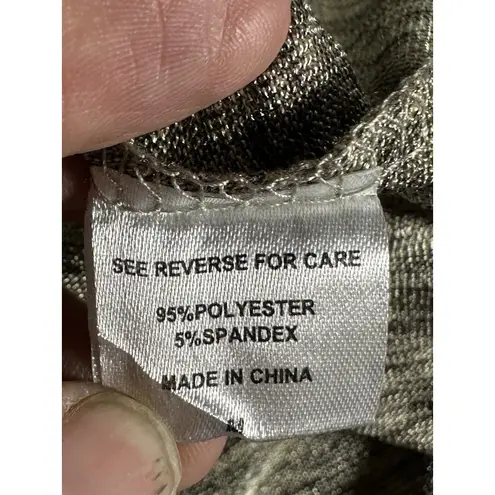 SEE REVERSE FOR CARE
95%POLYESTER
5%SPANDEX
MADE IN CHINA